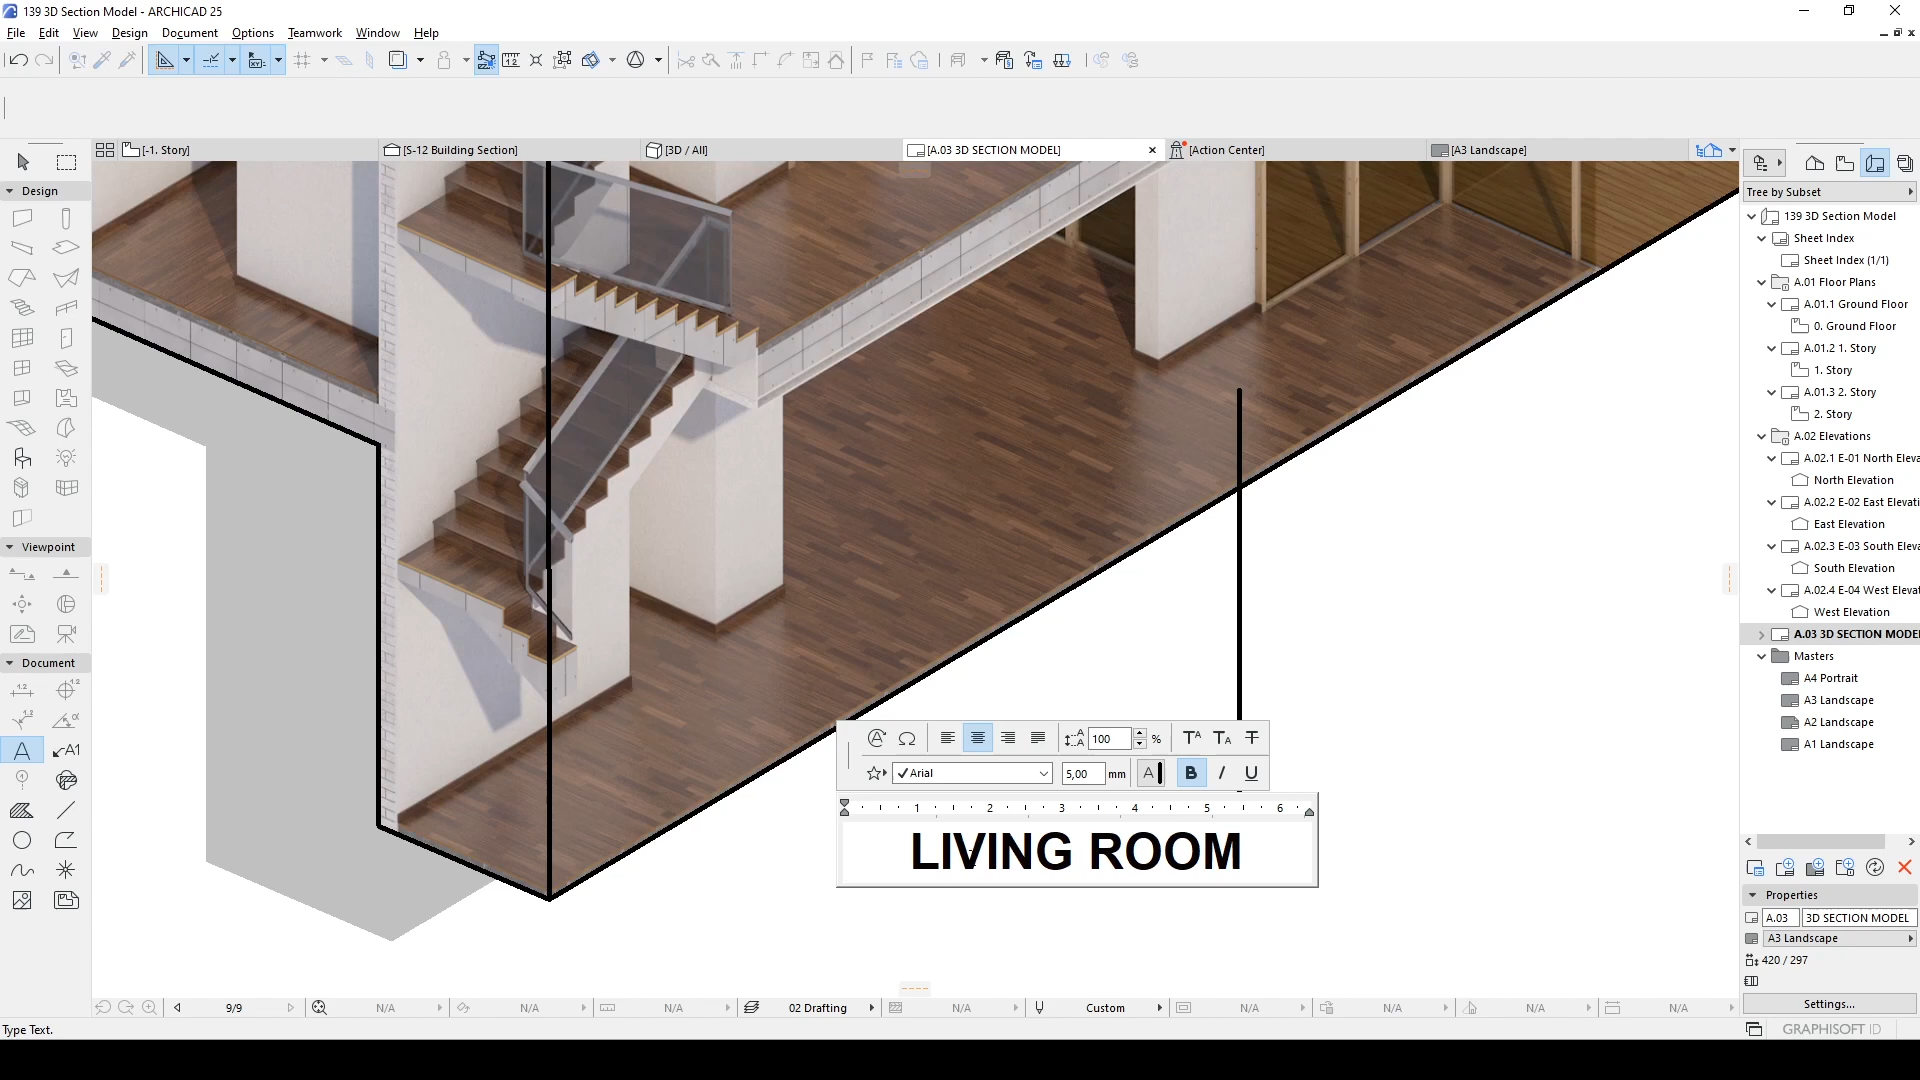 139 3D Section Model - ARCHICAD 25
File Edit View Design Document Options Teamwork Window Help
[-1. Story] [S-12 Building Section] [3D / All] [A.03 3D SECTION MODEL] [Action Center] [A3 Landscape]
Design
Viewpoint
Document
A1
Tree by Subset
139 3D Section Model
Sheet Index
Sheet Index (1/1)
A.01 Floor Plans
A.01.1 Ground Floor
0. Ground Floor
A.01.2 1. Story
1. Story
A.01.3 2. Story
2. Story
A.02 Elevations
A.02.1 E-01 North Eleva
North Elevation
A.02.2 E-02 East Elevati
East Elevation
A.02.3 E-03 South Eleva
South Elevation
A.02.4 E-04 West Elevat
West Elevation
A.03 3D SECTION MODEL
Masters
A4 Portrait
A3 Landscape
A2 Landscape
A1 Landscape
100 %
Arial 5,00 mm A B I U
1 2 3 4 5 6
LIVING ROOM
Properties
A.03 3D SECTION MODEL
A3 Landscape
420 / 297
Settings...
9/9 N/A N/A N/A 02 Drafting N/A Custom N/A N/A N/A N/A
Type Text.
GRAPHISOFT ID